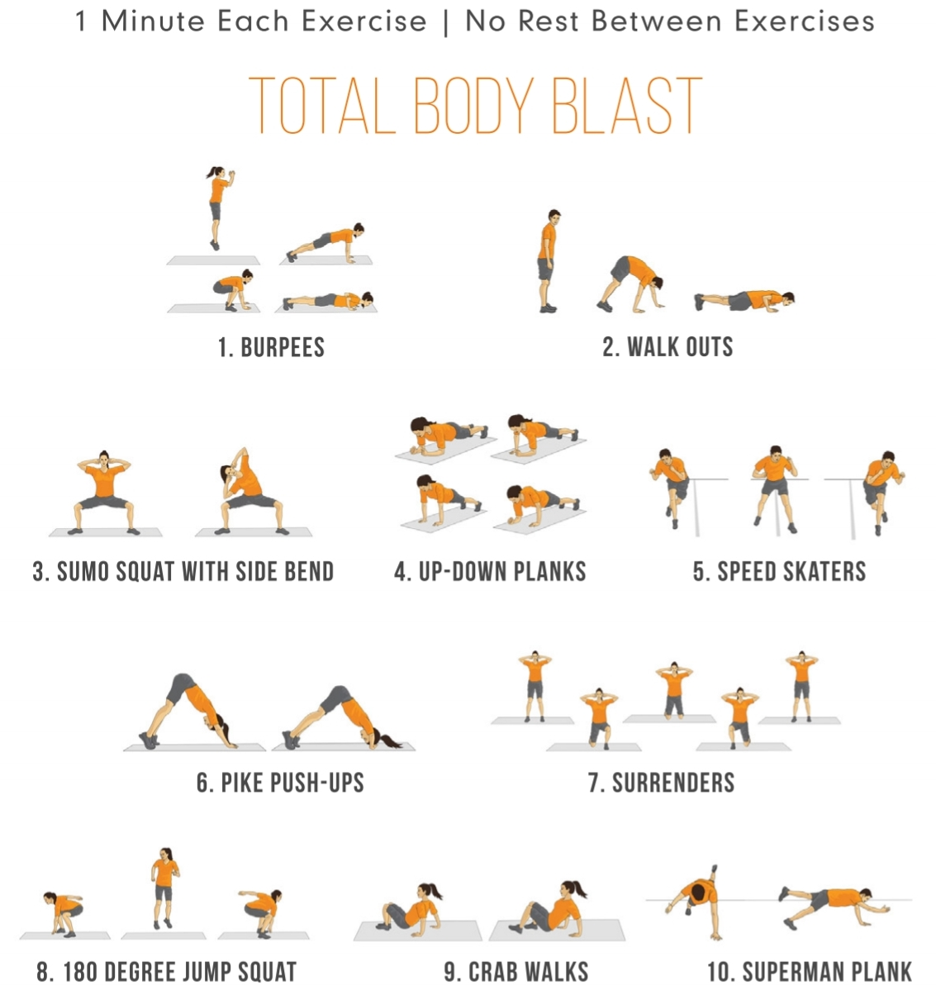 1 Minute Each Exercise | No Rest Between Exercises
TOTAL BODY BLAST
1. BURPEES
2. WALK OUTS
3. SUMO SQUAT WITH SIDE BEND
4. UP-DOWN PLANKS
5. SPEED SKATERS
6. PIKE PUSH-UPS
7. SURRENDERS
8. 180 DEGREE JUMP SQUAT
9. CRAB WALKS
10. SUPERMAN PLANK